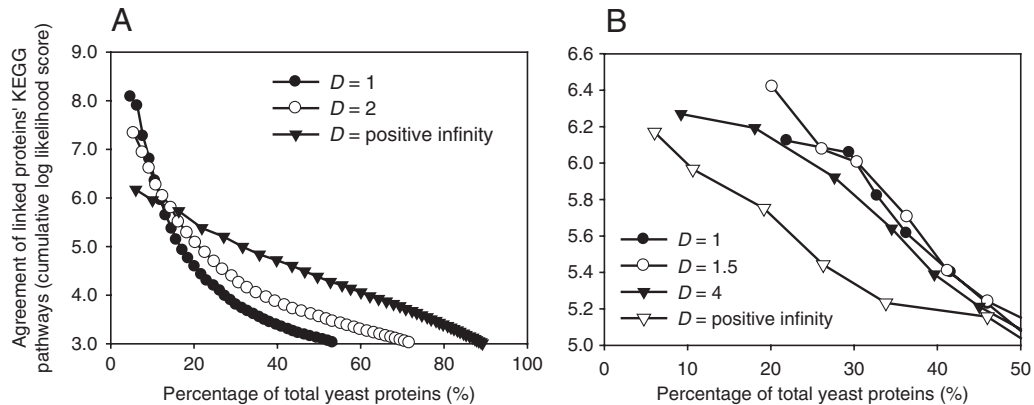 A
B
Agreement of linked proteins' KEGG
pathways (cumulative log likelihood score)
9.0
8.0
7.0
6.0
5.0
4.0
3.0
0 20 40 60 80 100
Percentage of total yeast proteins (%)
D = 1
D = 2
D = positive infinity
6.6
6.4
6.2
6.0
5.8
5.6
5.4
5.2
5.0
0 10 20 30 40 50
Percentage of total yeast proteins (%)
D = 1
D = 1.5
D = 4
D = positive infinity